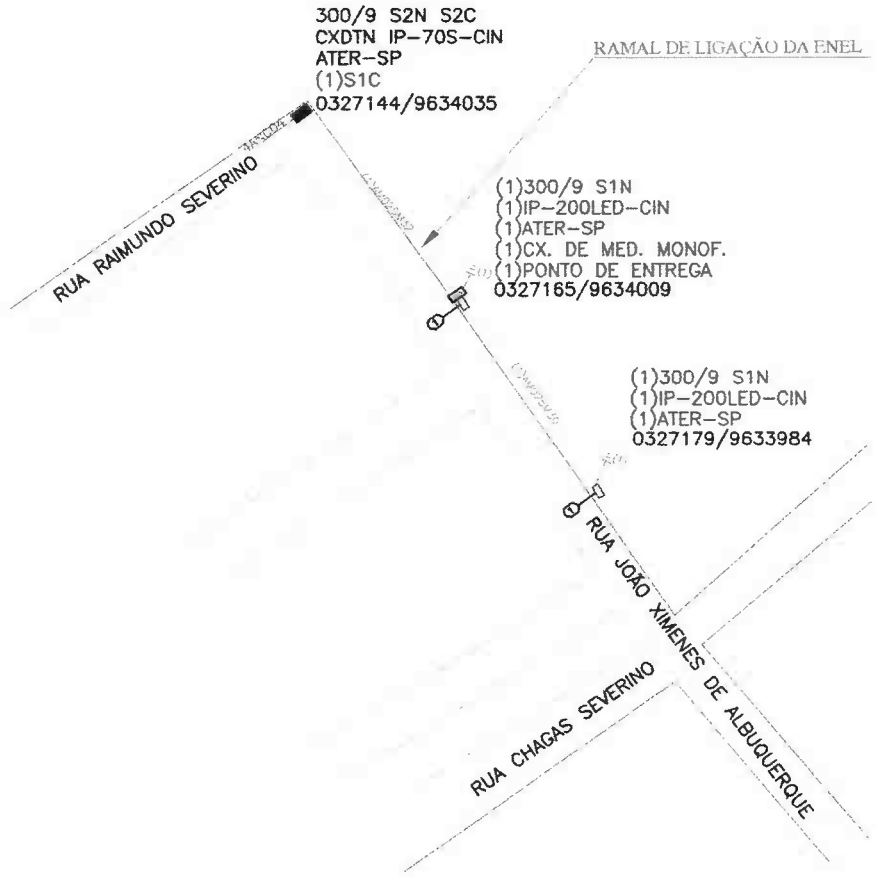 300/9 S2N S2C
CXDTN IP-70S-CIN
ATER-SP
(1)S1C
0327144/9634035
RAMAL DE LIGAÇÃO DA ENEL
RUA RAIMUNDO SEVERINO
(1)300/9 S1N
(1)IP-200LED-CIN
(1)ATER-SP
(1)CX. DE MED. MONOF.
(1)PONTO DE ENTREGA
0327165/9634009
(1)300/9 S1N
(1)IP-200LED-CIN
(1)ATER-SP
0327179/9633984
RUA JOÃO XIMENES DE ALBUQUERQUE
RUA CHAGAS SEVERINO